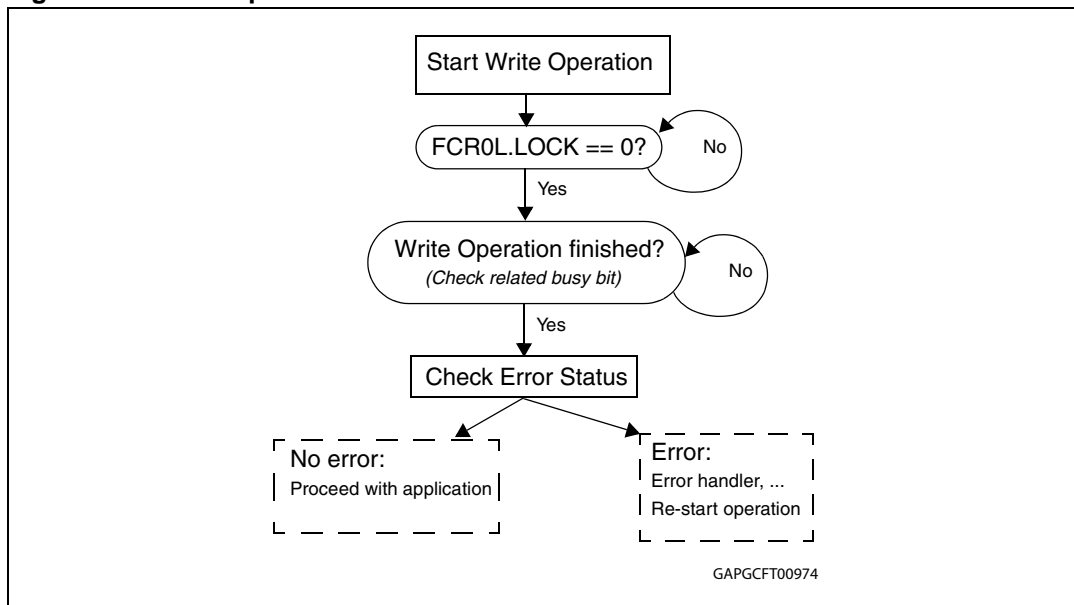 Start Write Operation
FCR0L.LOCK == 0?
No
Yes
Write Operation finished?
(Check related busy bit)
No
Yes
Check Error Status
No error:
Proceed with application
Error:
Error handler, ...
Re-start operation
GAPGCFT00974